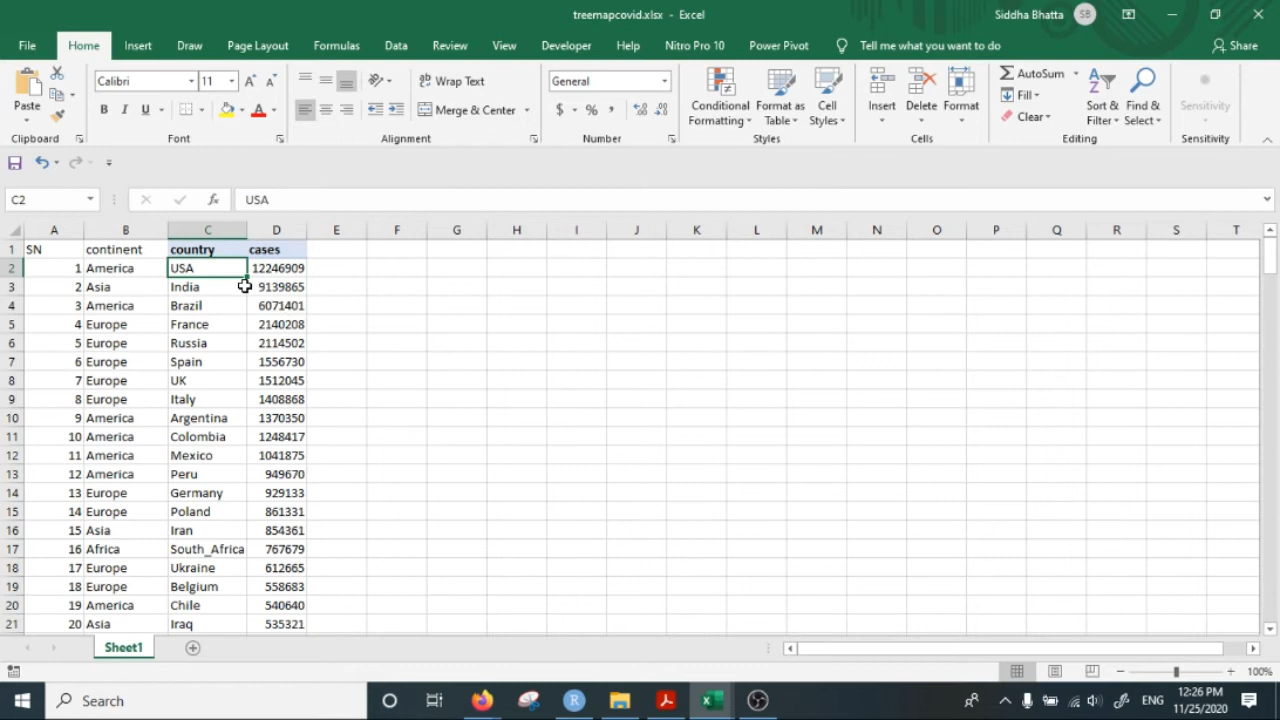 treemapcovid.xlsx - Excel
Siddha Bhatta SB
File Home Insert Draw Page Layout Formulas Data Review View Developer Help Nitro Pro 10 Power Pivot Tell me what you want to do Share
Paste Calibri 11 Wrap Text General Conditional Formatting Format as Table Cell Styles Insert Delete Format AutoSum Sort & Filter Find & Select Sensitivity
B I U Merge & Center $ % , Fill
Clear
Clipboard Font Alignment Number Styles Cells Editing Sensitivity
C2 fx USA
A B C D E F G H I J K L M N O P Q R S T
1 SN continent country cases
2 1 America USA 12246909
3 2 Asia India 9139865
4 3 America Brazil 6071401
5 4 Europe France 2140208
6 5 Europe Russia 2114502
7 6 Europe Spain 1556730
8 7 Europe UK 1512045
9 8 Europe Italy 1408868
10 9 America Argentina 1370350
11 10 America Colombia 1248417
12 11 America Mexico 1041875
13 12 America Peru 949670
14 13 Europe Germany 929133
15 14 Europe Poland 861331
16 15 Asia Iran 854361
17 16 Africa South_Africa 767679
18 17 Europe Ukraine 612665
19 18 Europe Belgium 558683
20 19 America Chile 540640
21 20 Asia Iraq 535321
Sheet1
100%
Search
ENG
12:26 PM
11/25/2020